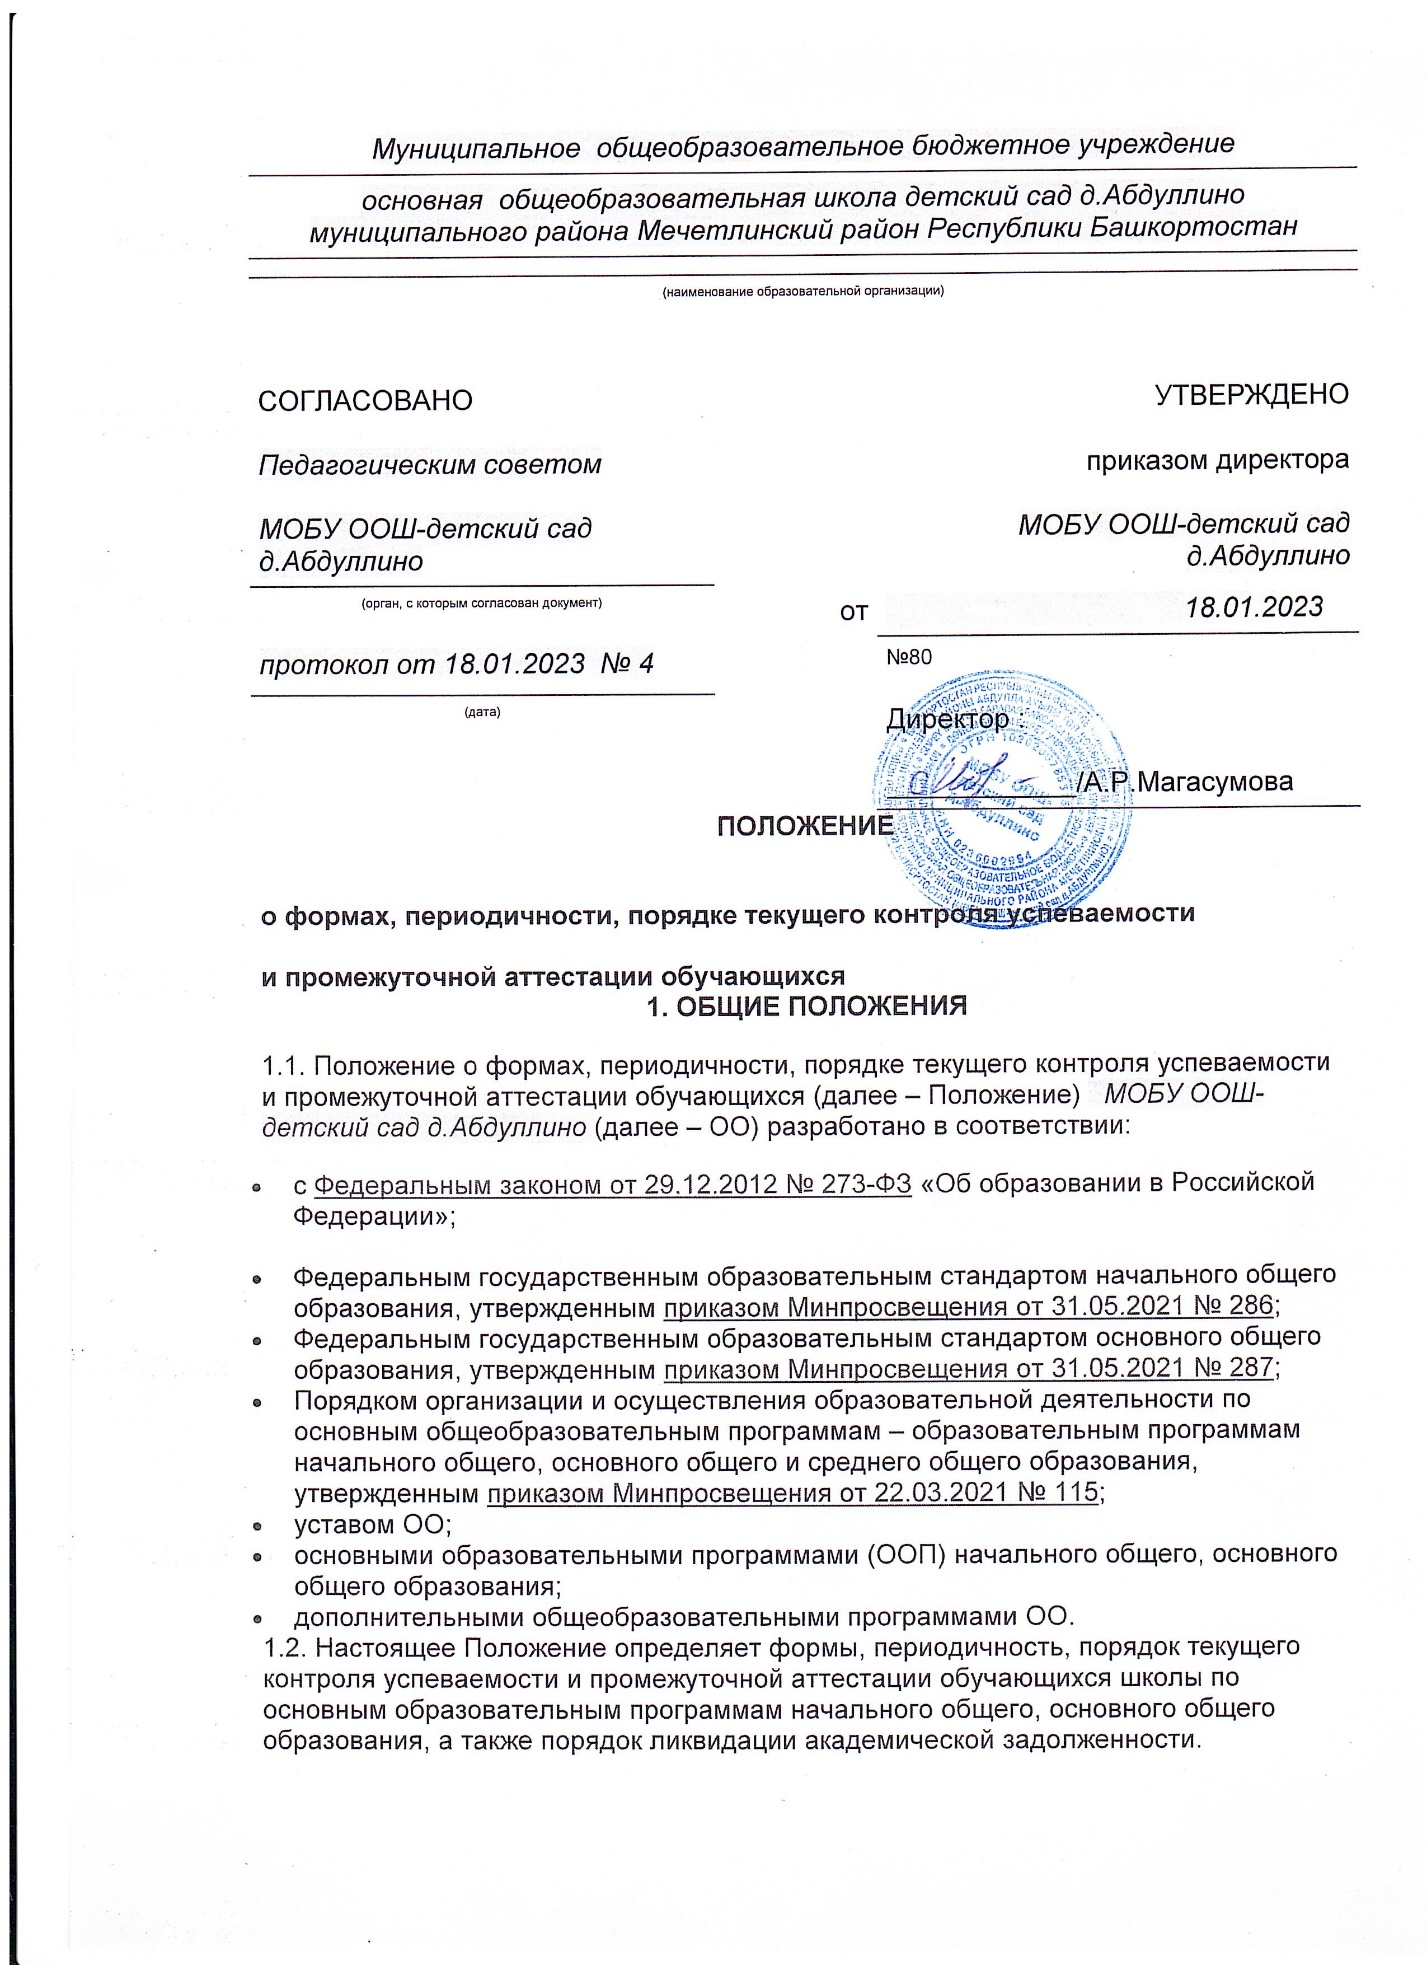 Муниципальное общеобразовательное бюджетное учреждение
основная общеобразовательная школа детский сад д.Абдуллино
муниципального района Мечетлинский район Республики Башкортостан
(наименование образовательной организации)
СОГЛАСОВАНО
Педагогическим советом
МОБУ ООШ-детский сад
д.Абдуллино
(орган, с которым согласован документ)
протокол от 18.01.2023 № 4
(дата)
УТВЕРЖДЕНО
приказом директора
МОБУ ООШ-детский сад
д.Абдуллино
от 18.01.2023
№80
Директор :
/А.Р.Магасумова
МОБУ ООШ-
детский сад
д.Абдуллино
ПОЛОЖЕНИЕ
о формах, периодичности, порядке текущего контроля успеваемости
и промежуточной аттестации обучающихся
1. ОБЩИЕ ПОЛОЖЕНИЯ
1.1. Положение о формах, периодичности, порядке текущего контроля успеваемости
и промежуточной аттестации обучающихся (далее – Положение) МОБУ ООШ-
детский сад д.Абдуллино (далее – ОО) разработано в соответствии:
• с Федеральным законом от 29.12.2012 № 273-ФЗ «Об образовании в Российской
Федерации»;
• Федеральным государственным образовательным стандартом начального общего
образования, утвержденным приказом Минпросвещения от 31.05.2021 № 286;
• Федеральным государственным образовательным стандартом основного общего
образования, утвержденным приказом Минпросвещения от 31.05.2021 № 287;
• Порядком организации и осуществления образовательной деятельности по
основным общеобразовательным программам – образовательным программам
начального общего, основного общего и среднего общего образования,
утвержденным приказом Минпросвещения от 22.03.2021 № 115;
• уставом ОО;
• основными образовательными программами (ООП) начального общего, основного
общего образования;
• дополнительными общеобразовательными программами ОО.
1.2. Настоящее Положение определяет формы, периодичность, порядок текущего
контроля успеваемости и промежуточной аттестации обучающихся школы по
основным образовательным программам начального общего, основного общего
образования, а также порядок ликвидации академической задолженности.